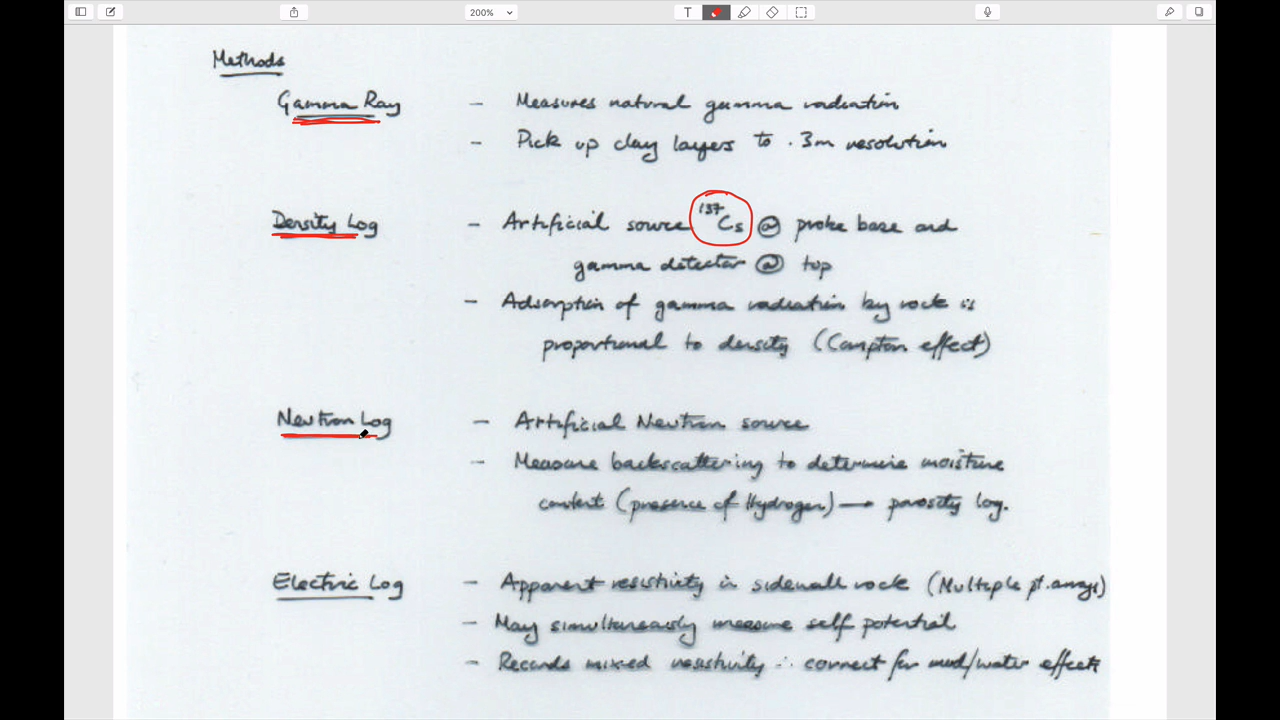 200%
T
Methods
Gamma Ray - Measures natural gamma radiation
- Pick up clay layers to .3m resolution
Density Log - Artificial source ¹³⁷Cs @ probe base and
gamma detector @ top
- Adsorption of gamma radiation by rock is
proportional to density (Compton effect)
Neutron Log - Artificial Neutron source
- Measure backscattering to determine moisture
content (presence of Hydrogen) → porosity log.
Electric Log - Apparent resistivity in sidewall rock (Multiple pt. arrays)
- May simultaneously measure self potential
- Records mixed resistivity ∴ correct for mud/water effects